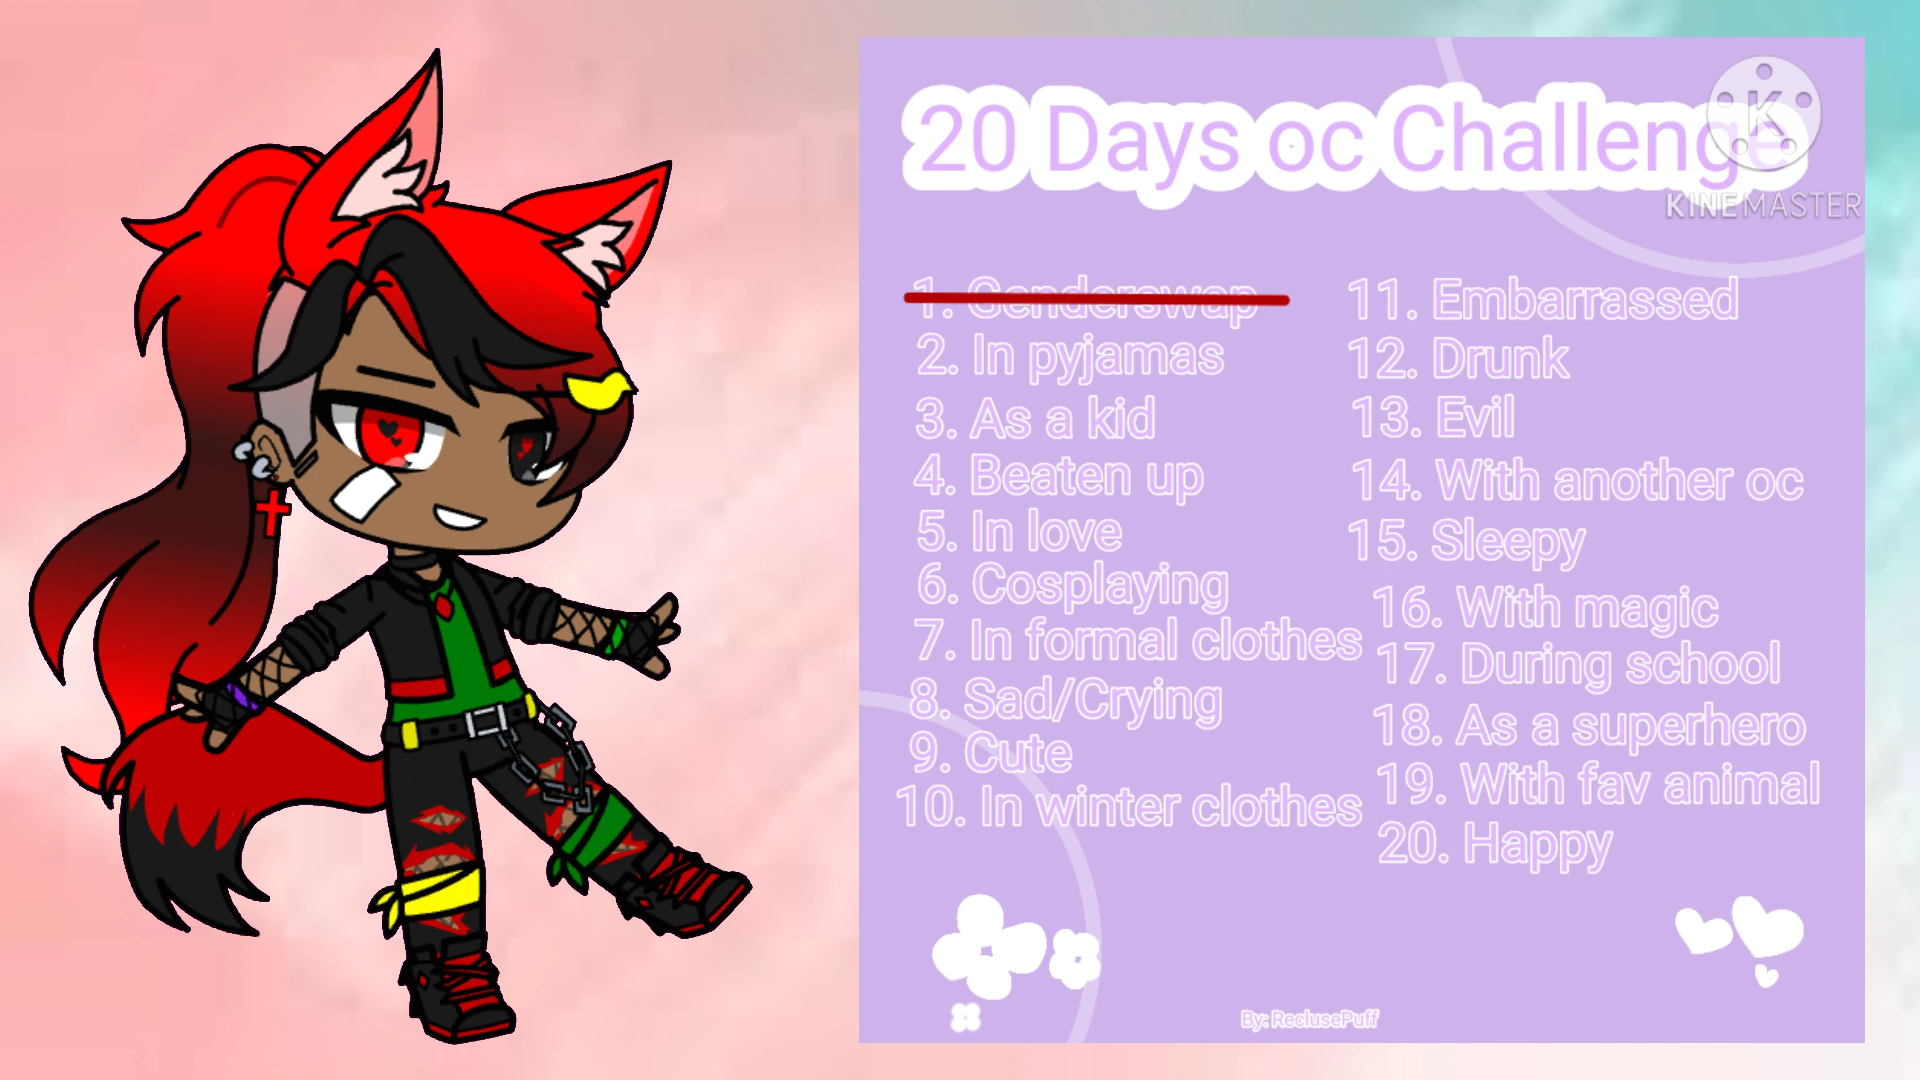 20 Days oc Challenge
K
KINEMASTER
1. Genderswap
2. In pyjamas
3. As a kid
4. Beaten up
5. In love
6. Cosplaying
7. In formal clothes
8. Sad/Crying
9. Cute
10. In winter clothes
11. Embarrassed
12. Drunk
13. Evil
14. With another oc
15. Sleepy
16. With magic
17. During school
18. As a superhero
19. With fav animal
20. Happy
By: ReclusePuff